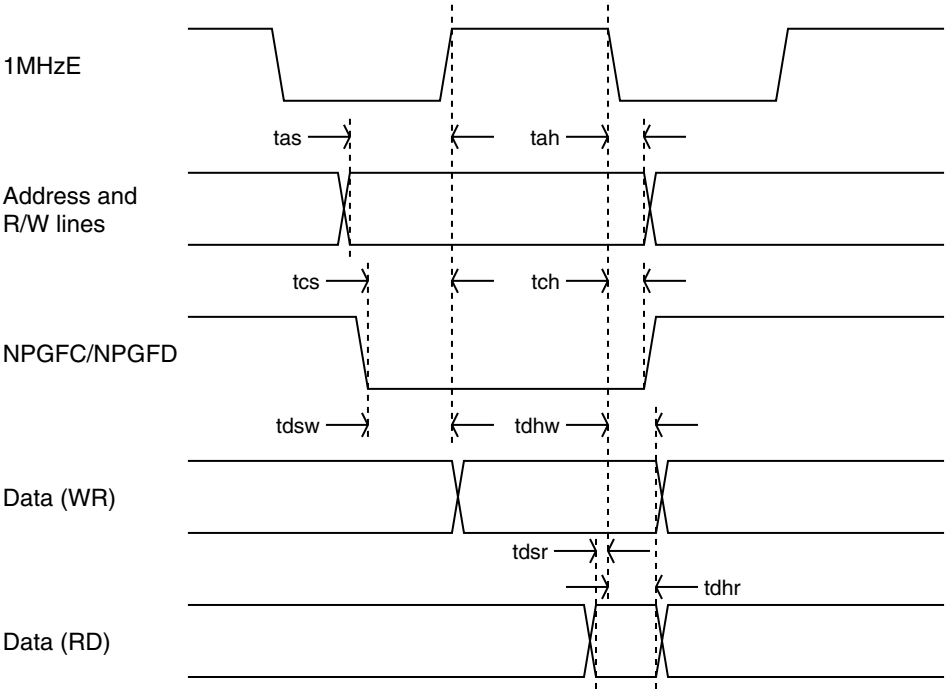 1MHzE
tas
tah
Address and
R/W lines
tcs
tch
NPGFC/NPGFD
tdsw
tdhw
Data (WR)
tdsr
tdhr
Data (RD)